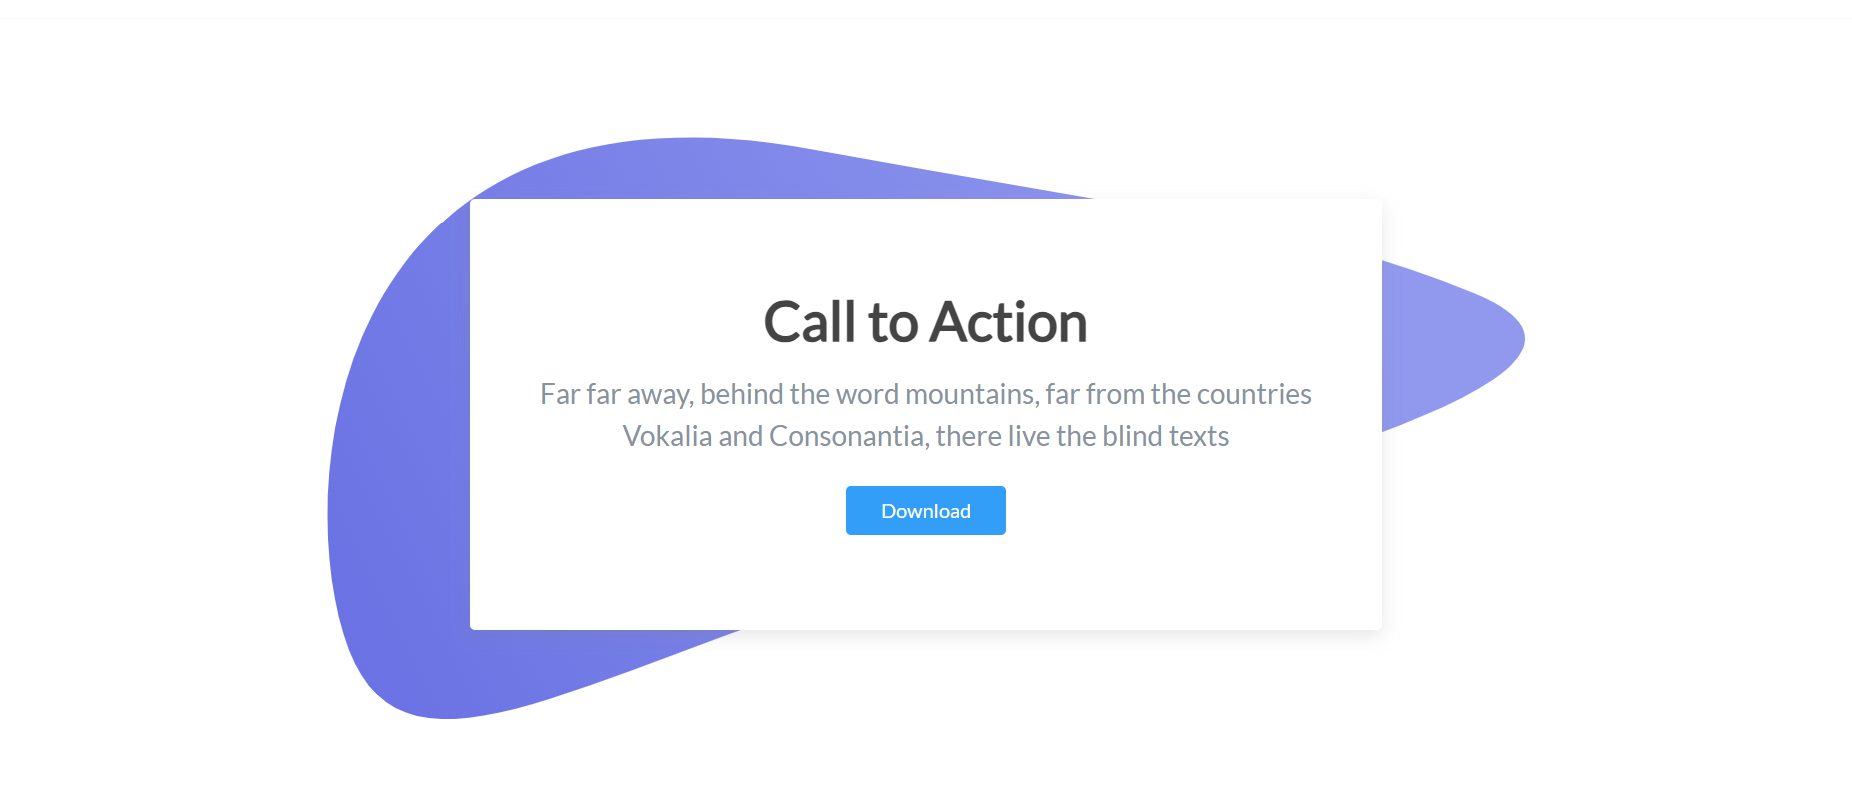 Call to Action
Far far away, behind the word mountains, far from the countries
Vokalia and Consonantia, there live the blind texts
Download